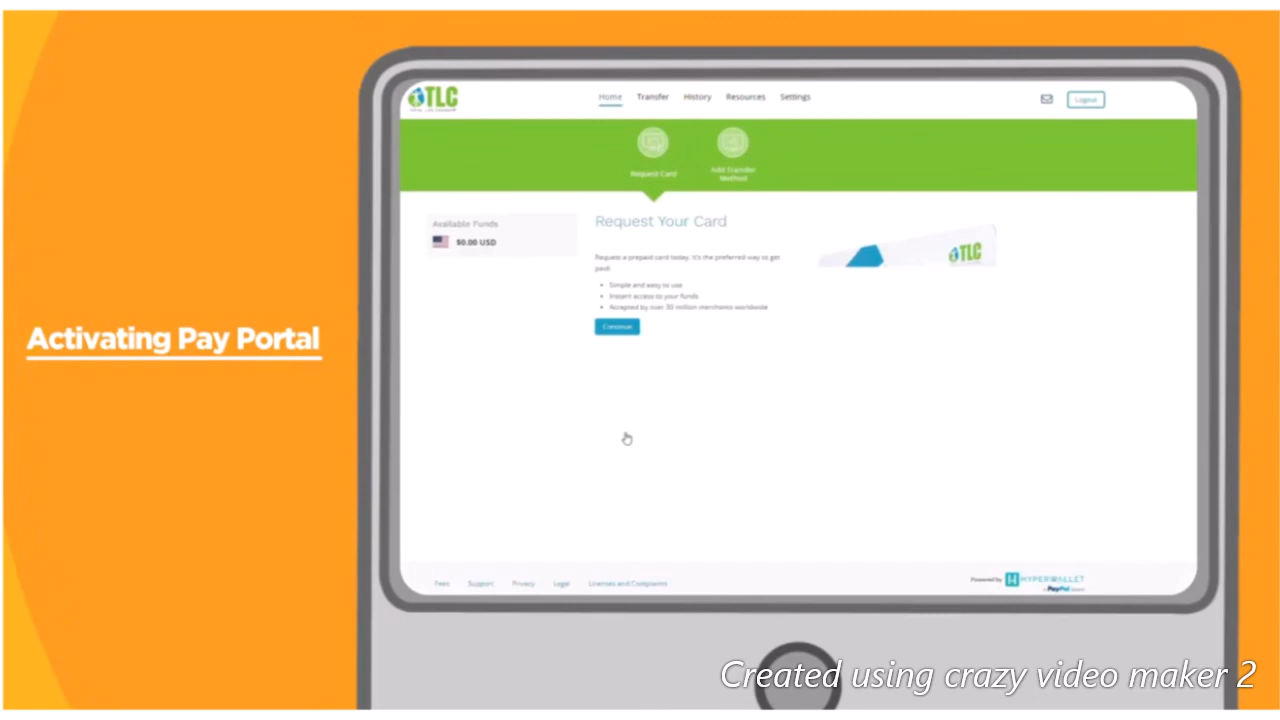 TLC
Home Transfer History Resources Settings
Logout
Request Card
Add Transfer
Method
Available Funds
$0.00 USD
Request Your Card
Request a prepaid card today. It's the preferred way to get
paid!
• Simple and easy to use
• Instant access to your funds
• Accepted by over 30 million merchants worldwide
Continue
TLC
Activating Pay Portal
Fees Support Privacy Legal Licenses and Complaints
Powered by HYPERWALLET
PayPal
Created using crazy video maker 2